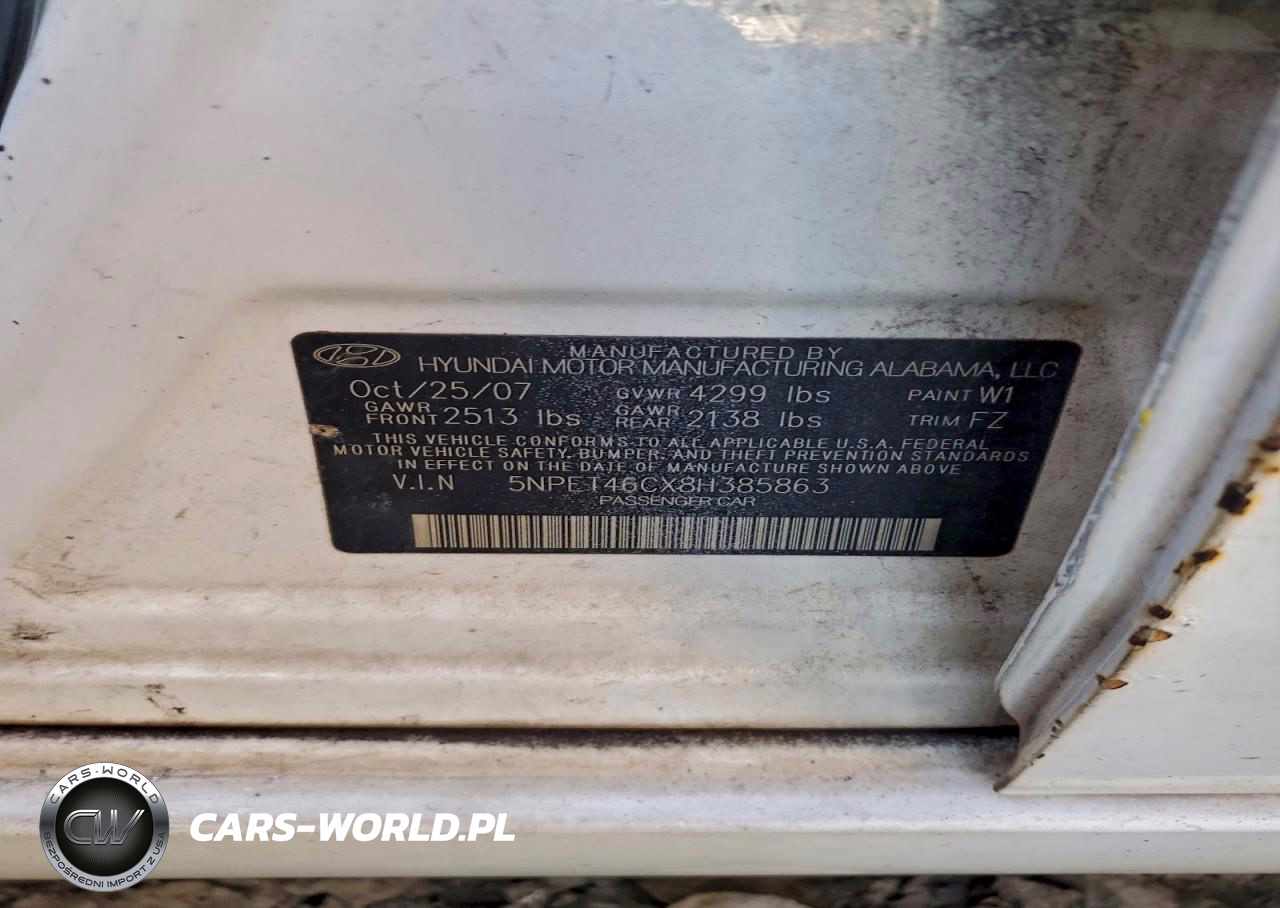 MANUFACTURED BY
HYUNDAI MOTOR MANUFACTURING ALABAMA, LLC
Oct/25/07 GVWR 4299 lbs PAINT W1
GAWR FRONT 2513 lbs GAWR REAR 2138 lbs TRIM FZ
THIS VEHICLE CONFORMS TO ALL APPLICABLE U.S.A. FEDERAL
MOTOR VEHICLE SAFETY, BUMPER, AND THEFT PREVENTION STANDARDS
IN EFFECT ON THE DATE OF MANUFACTURE SHOWN ABOVE
V.I.N 5NPET46CX8H385863
PASSENGER CAR
CARS-WORLD
CW
BEZPOŚREDNI IMPORT Z USA
CARS-WORLD.PL